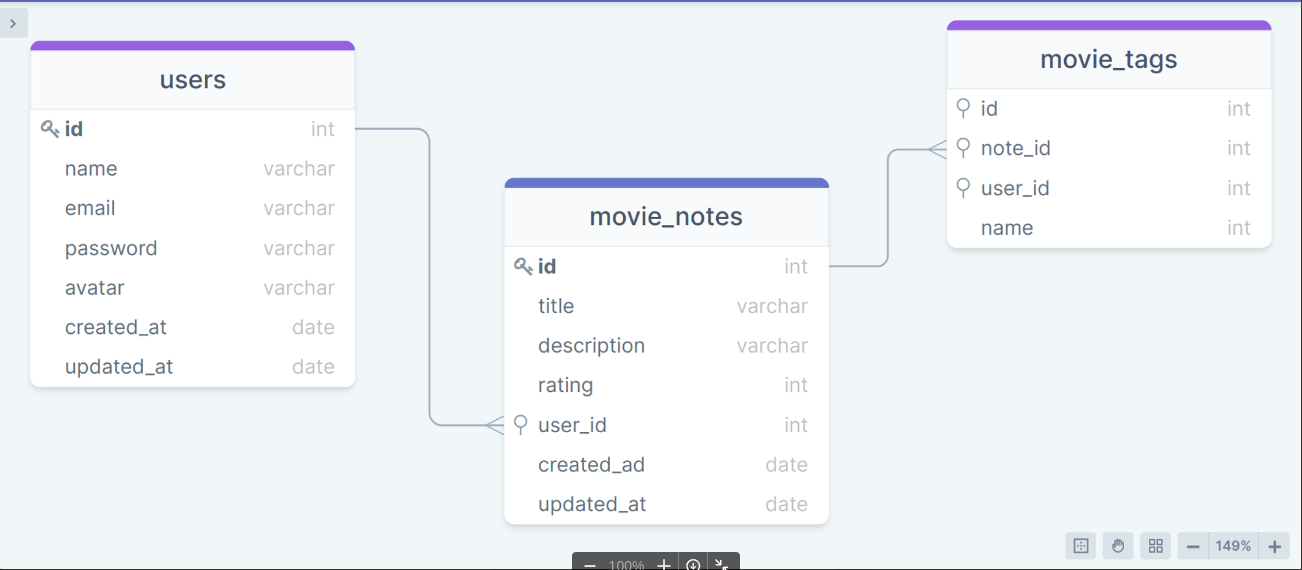 users
id int
name varchar
email varchar
password varchar
avatar varchar
created_at date
updated_at date
movie_notes
id int
title varchar
description varchar
rating int
user_id int
created_ad date
updated_at date
movie_tags
id int
note_id int
user_id int
name int
149%
100%